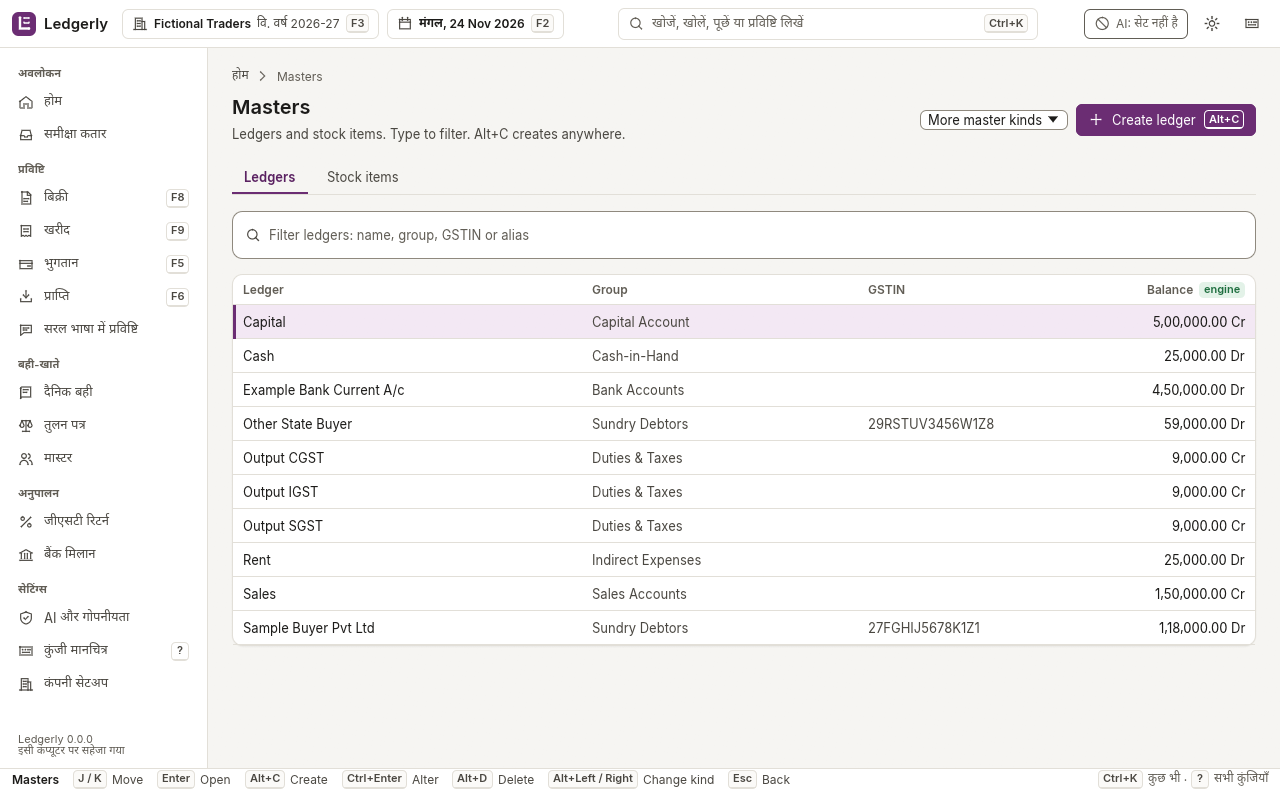 Ledgerly
Fictional Traders वि. वर्ष 2026-27 F3
मंगल, 24 Nov 2026 F2
खोजें, खोलें, पूछें या प्रविष्टि लिखें Ctrl+K
AI: सेट नहीं है
अवलोकन
होम
समीक्षा कतार
प्रविष्टि
बिक्री F8
खरीद F9
भुगतान F5
प्राप्ति F6
सरल भाषा में प्रविष्टि
बही-खाते
दैनिक बही
तुलन पत्र
मास्टर
अनुपालन
जीएसटी रिटर्न
बैंक मिलान
सेटिंग्स
AI और गोपनीयता
कुंजी मानचित्र ?
कंपनी सेटअप
Ledgerly 0.0.0
इसी कंप्यूटर पर सहेजा गया
होम > Masters
Masters
Ledgers and stock items. Type to filter. Alt+C creates anywhere.
More master kinds
Create ledger Alt+C
Ledgers Stock items
Filter ledgers: name, group, GSTIN or alias
Ledger Group GSTIN Balance engine
Capital Capital Account 5,00,000.00 Cr
Cash Cash-in-Hand 25,000.00 Dr
Example Bank Current A/c Bank Accounts 4,50,000.00 Dr
Other State Buyer Sundry Debtors 29RSTUV3456W1Z8 59,000.00 Dr
Output CGST Duties & Taxes 9,000.00 Cr
Output IGST Duties & Taxes 9,000.00 Cr
Output SGST Duties & Taxes 9,000.00 Cr
Rent Indirect Expenses 25,000.00 Dr
Sales Sales Accounts 1,50,000.00 Cr
Sample Buyer Pvt Ltd Sundry Debtors 27FGHIJ5678K1Z1 1,18,000.00 Dr
Masters J / K Move Enter Open Alt+C Create Ctrl+Enter Alter Alt+D Delete Alt+Left / Right Change kind Esc Back
Ctrl+K कुछ भी · ? सभी कुंजियाँ